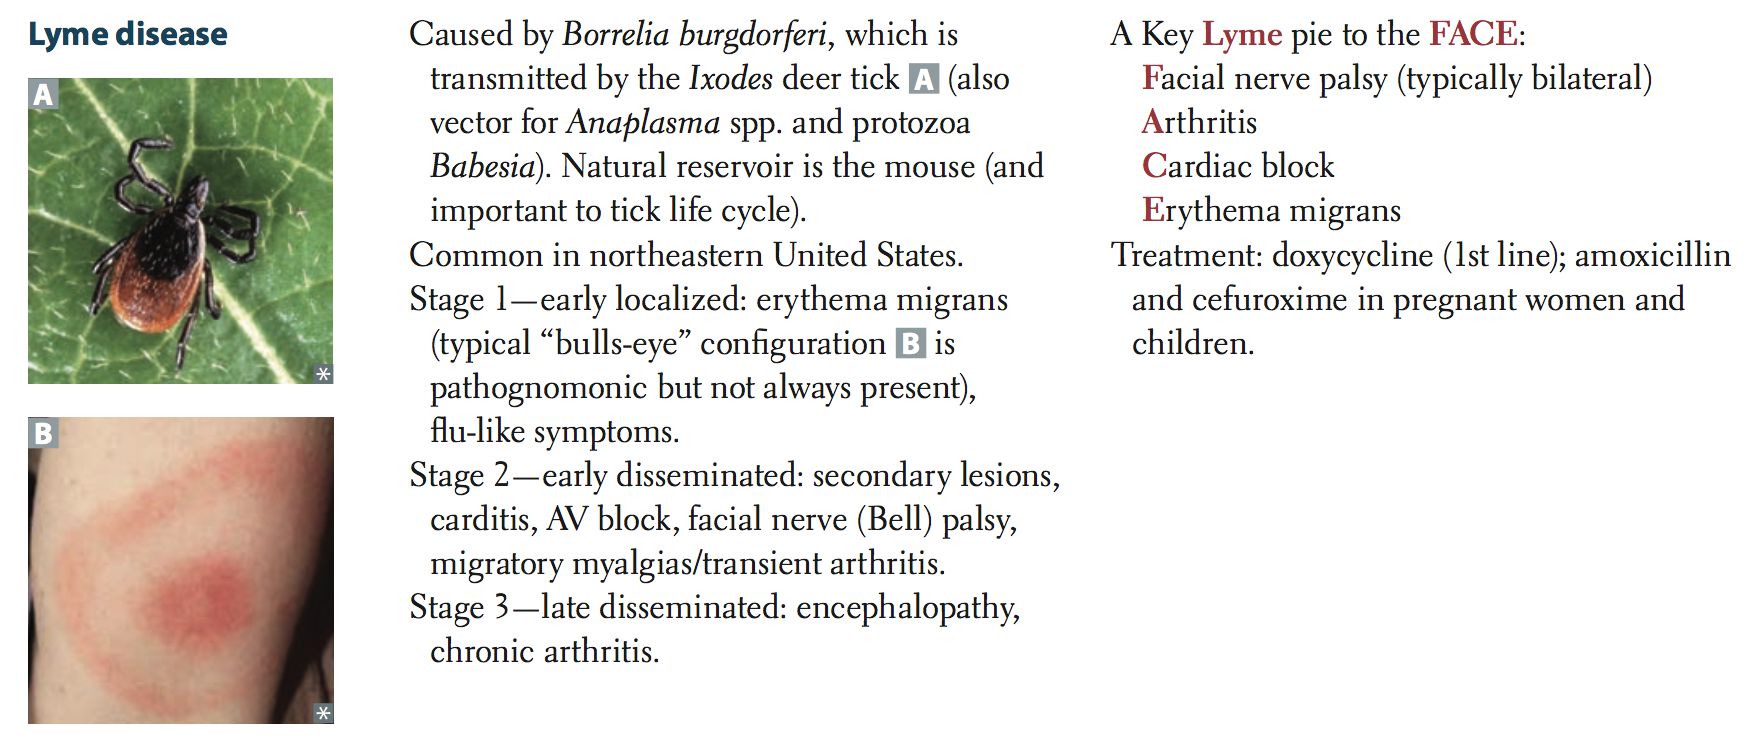 Lyme disease
A
*
B
*
Caused by Borrelia burgdorferi, which is
transmitted by the Ixodes deer tick A (also
vector for Anaplasma spp. and protozoa
Babesia). Natural reservoir is the mouse (and
important to tick life cycle).
Common in northeastern United States.
Stage 1—early localized: erythema migrans
(typical “bulls-eye” configuration B is
pathognomonic but not always present),
flu-like symptoms.
Stage 2—early disseminated: secondary lesions,
carditis, AV block, facial nerve (Bell) palsy,
migratory myalgias/transient arthritis.
Stage 3—late disseminated: encephalopathy,
chronic arthritis.
A Key Lyme pie to the FACE:
Facial nerve palsy (typically bilateral)
Arthritis
Cardiac block
Erythema migrans
Treatment: doxycycline (1st line); amoxicillin
and cefuroxime in pregnant women and
children.